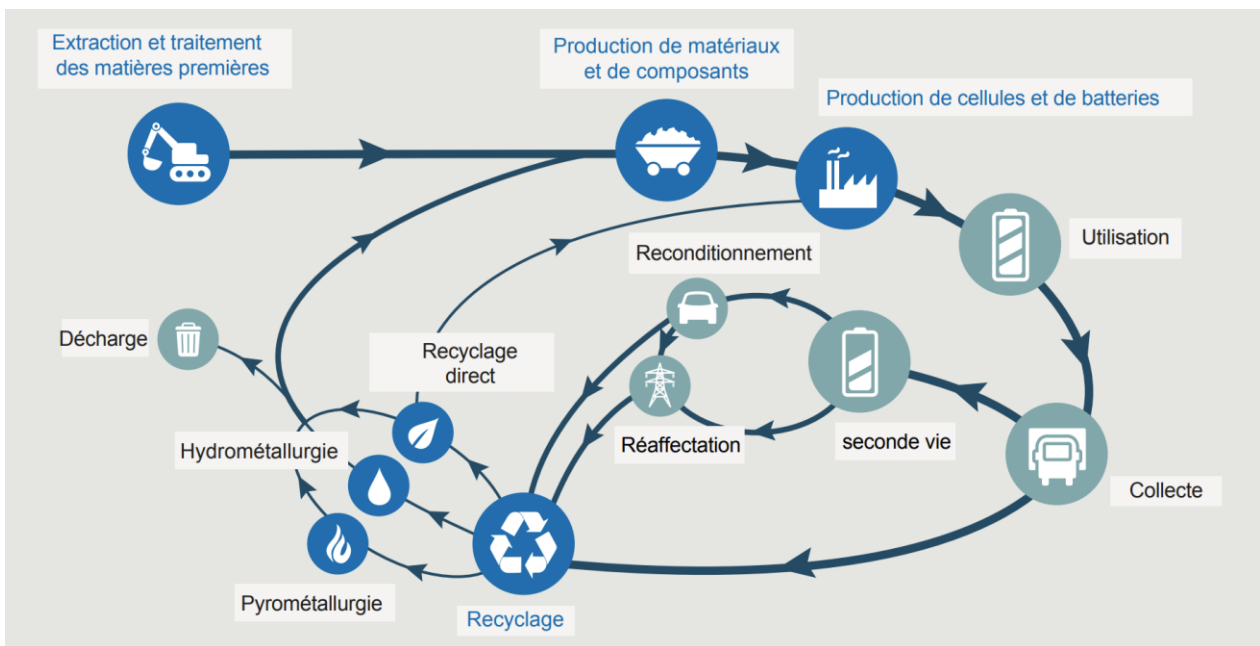 Extraction et traitement
des matières premières
Production de matériaux
et de composants
Production de cellules et de batteries
Utilisation
Reconditionnement
Décharge
Recyclage
direct
Réaffectation
seconde vie
Hydrométallurgie
Collecte
Pyrométallurgie
Recyclage